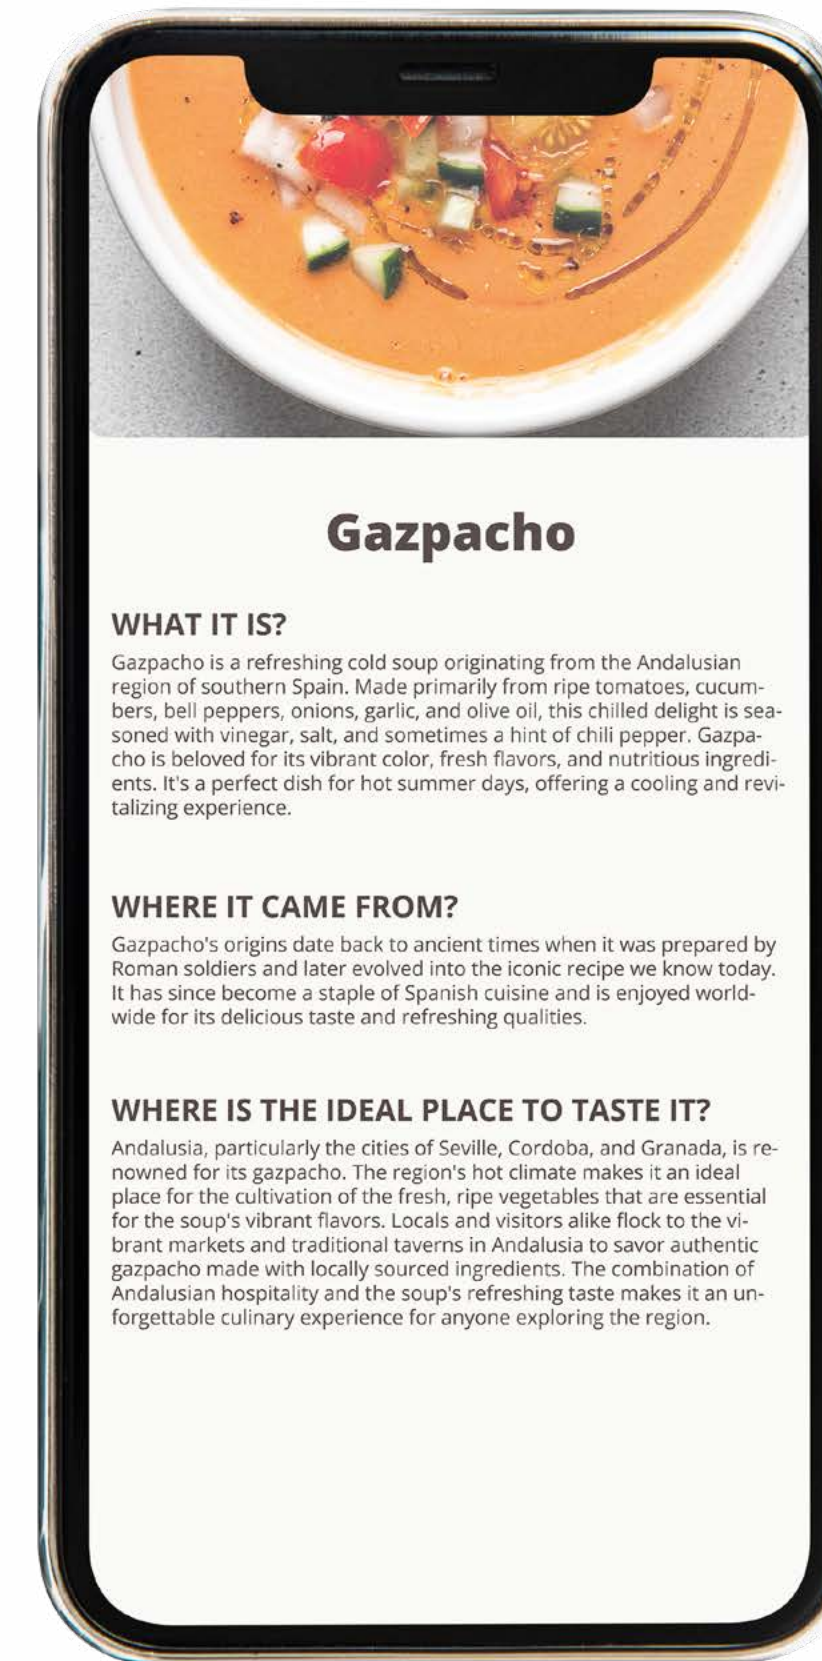 Gazpacho
WHAT IT IS?
Gazpacho is a refreshing cold soup originating from the Andalusian
region of southern Spain. Made primarily from ripe tomatoes, cucum-
bers, bell peppers, onions, garlic, and olive oil, this chilled delight is sea-
soned with vinegar, salt, and sometimes a hint of chili pepper. Gazpa-
cho is beloved for its vibrant color, fresh flavors, and nutritious ingredi-
ents. It's a perfect dish for hot summer days, offering a cooling and revi-
talizing experience.
WHERE IT CAME FROM?
Gazpacho's origins date back to ancient times when it was prepared by
Roman soldiers and later evolved into the iconic recipe we know today.
It has since become a staple of Spanish cuisine and is enjoyed world-
wide for its delicious taste and refreshing qualities.
WHERE IS THE IDEAL PLACE TO TASTE IT?
Andalusia, particularly the cities of Seville, Cordoba, and Granada, is re-
nowned for its gazpacho. The region's hot climate makes it an ideal
place for the cultivation of the fresh, ripe vegetables that are essential
for the soup's vibrant flavors. Locals and visitors alike flock to the vi-
brant markets and traditional taverns in Andalusia to savor authentic
gazpacho made with locally sourced ingredients. The combination of
Andalusian hospitality and the soup's refreshing taste makes it an un-
forgettable culinary experience for anyone exploring the region.